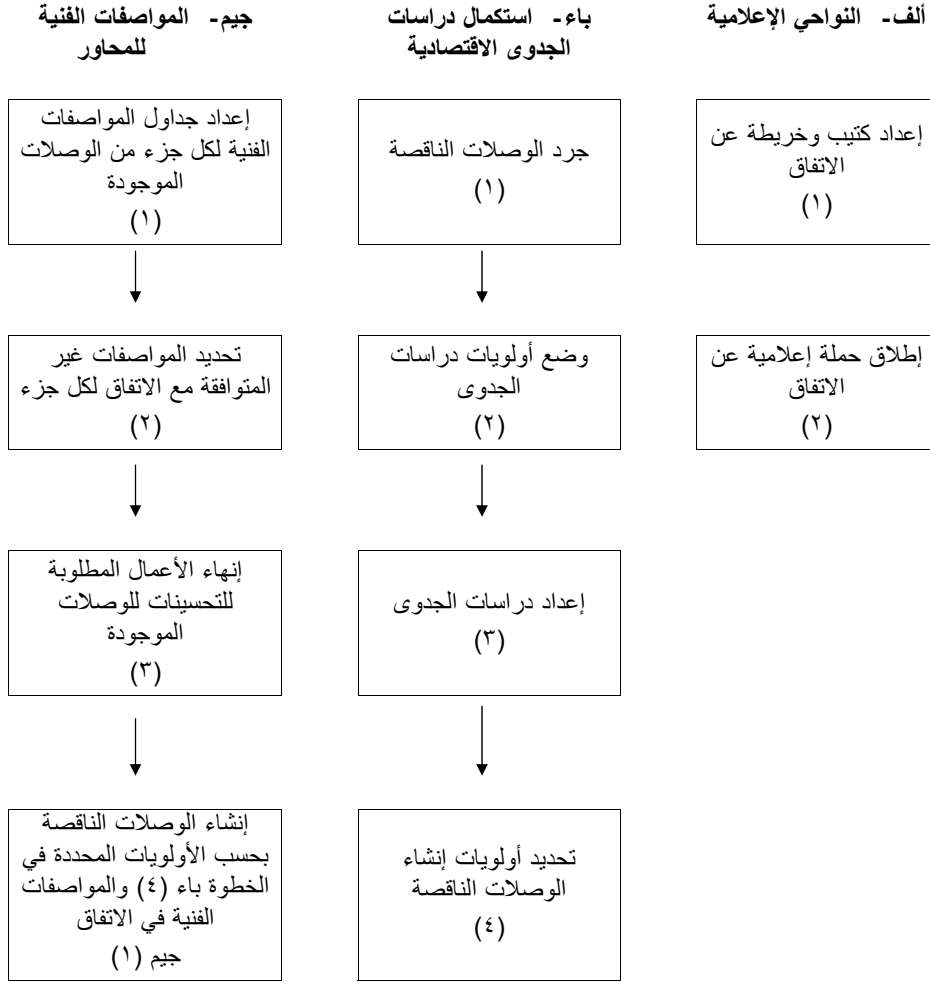 ألف - النواحي الإعلامية
إعداد كتيب وخريطة عن
الاتفاق
(١)
إطلاق حملة إعلامية عن
الاتفاق
(٢)
باء - استكمال دراسات
الجدوى الاقتصادية
جرد الوصلات الناقصة
(١)
وضع أولويات دراسات
الجدوى
(٢)
إعداد دراسات الجدوى
(٣)
تحديد أولويات إنشاء
الوصلات الناقصة
(٤)
جيم - المواصفات الفنية
للمحاور
إعداد جداول المواصفات
الفنية لكل جزء من الوصلات
الموجودة
(١)
تحديد المواصفات غير
المتوافقة مع الاتفاق لكل جزء
(٢)
إنهاء الأعمال المطلوبة
للتحسينات للوصلات
الموجودة
(٣)
إنشاء الوصلات الناقصة
بحسب الأولويات المحددة في
الخطوة باء (٤) والمواصفات
الفنية في الاتفاق
جيم (١)